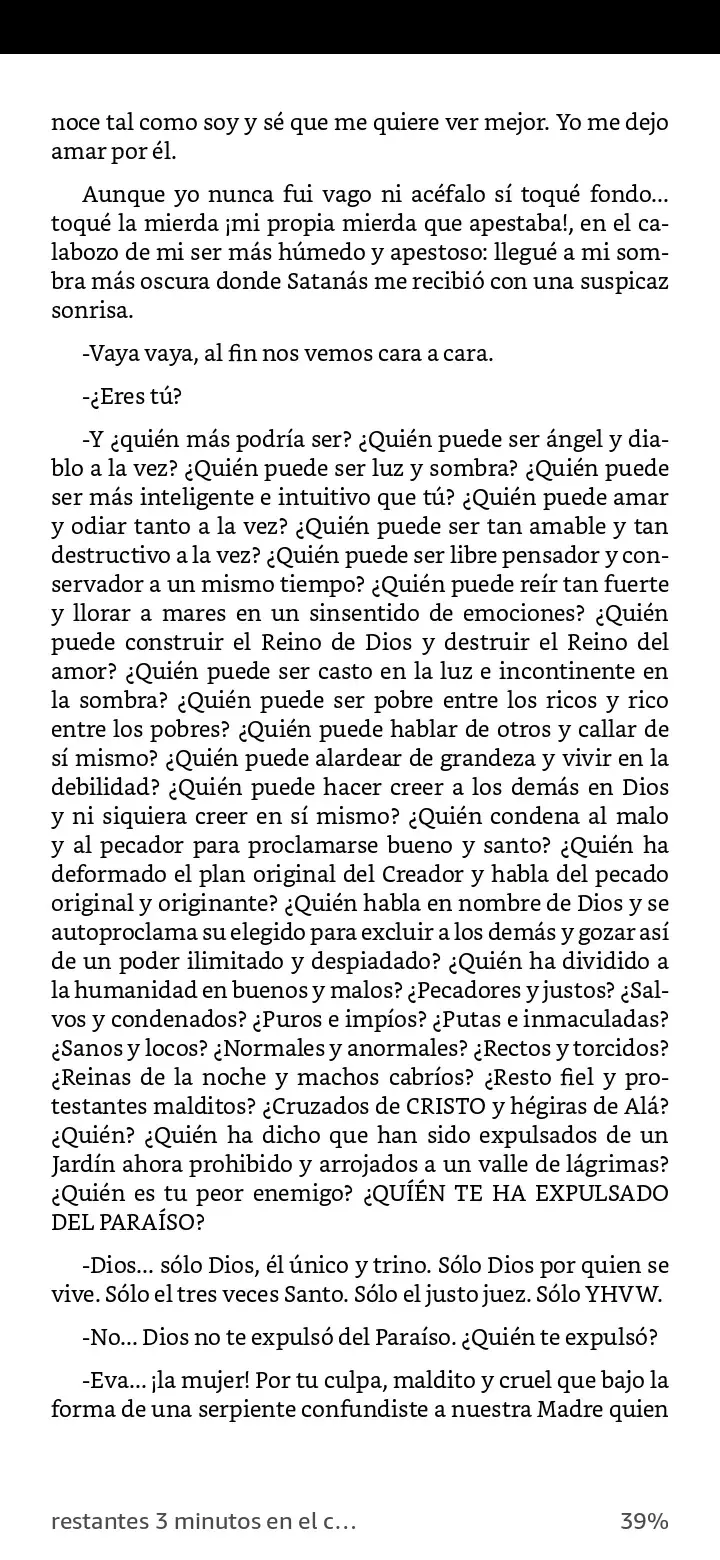 noce tal como soy y sé que me quiere ver mejor. Yo me dejo
amar por él.
Aunque yo nunca fui vago ni acéfalo sí toqué fondo...
toqué la mierda ¡mi propia mierda que apestaba!, en el ca-
labozo de mi ser más húmedo y apestoso: llegué a mi som-
bra más oscura donde Satanás me recibió con una suspicaz
sonrisa.
-Vaya vaya, al fin nos vemos cara a cara.
-¿Eres tú?
-Y ¿quién más podría ser? ¿Quién puede ser ángel y dia-
blo a la vez? ¿Quién puede ser luz y sombra? ¿Quién puede
ser más inteligente e intuitivo que tú? ¿Quién puede amar
y odiar tanto a la vez? ¿Quién puede ser tan amable y tan
destructivo a la vez? ¿Quién puede ser libre pensador y con-
servador a un mismo tiempo? ¿Quién puede reír tan fuerte
y llorar a mares en un sinsentido de emociones? ¿Quién
puede construir el Reino de Dios y destruir el Reino del
amor? ¿Quién puede ser casto en la luz e incontinente en
la sombra? ¿Quién puede ser pobre entre los ricos y rico
entre los pobres? ¿Quién puede hablar de otros y callar de
sí mismo? ¿Quién puede alardear de grandeza y vivir en la
debilidad? ¿Quién puede hacer creer a los demás en Dios
y ni siquiera creer en sí mismo? ¿Quién condena al malo
y al pecador para proclamarse bueno y santo? ¿Quién ha
deformado el plan original del Creador y habla del pecado
original y originante? ¿Quién habla en nombre de Dios y se
autoproclama su elegido para excluir a los demás y gozar así
de un poder ilimitado y despiadado? ¿Quién ha dividido a
la humanidad en buenos y malos? ¿Pecadores y justos? ¿Sal-
vos y condenados? ¿Puros e impíos? ¿Putas e inmaculadas?
¿Sanos y locos? ¿Normales y anormales? ¿Rectos y torcidos?
¿Reinas de la noche y machos cabríos? ¿Resto fiel y pro-
testantes malditos? ¿Cruzados de CRISTO y hégiras de Alá?
¿Quién? ¿Quién ha dicho que han sido expulsados de un
Jardín ahora prohibido y arrojados a un valle de lágrimas?
¿Quién es tu peor enemigo? ¿QUÍÉN TE HA EXPULSADO
DEL PARAÍSO?
-Dios... sólo Dios, él único y trino. Sólo Dios por quien se
vive. Sólo el tres veces Santo. Sólo el justo juez. Sólo YHVW.
-No... Dios no te expulsó del Paraíso. ¿Quién te expulsó?
-Eva... ¡la mujer! Por tu culpa, maldito y cruel que bajo la
forma de una serpiente confundiste a nuestra Madre quien
restantes 3 minutos en el c...
39%